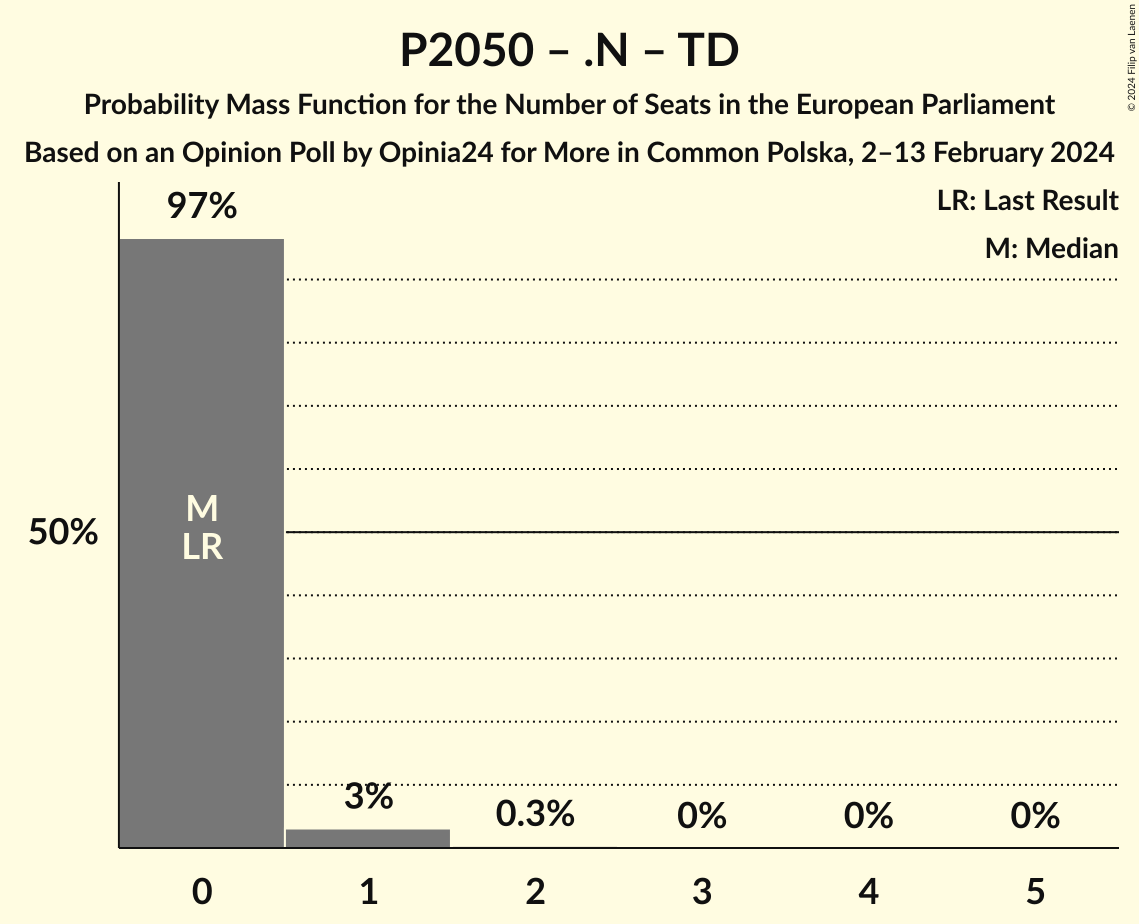 P2050 – .N – TD
Probability Mass Function for the Number of Seats in the European Parliament
Based on an Opinion Poll by Opinia24 for More in Common Polska, 2–13 February 2024
© 2024 Filip van Laenen
LR: Last Result
M: Median
97%
M
LR
50%
3%
0.3%
0%
0%
0%
0
1
2
3
4
5